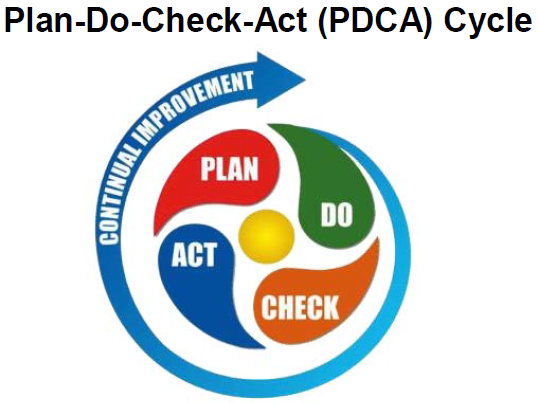 Plan-Do-Check-Act (PDCA) Cycle
CONTINUAL IMPROVEMENT
PLAN
DO
CHECK
ACT